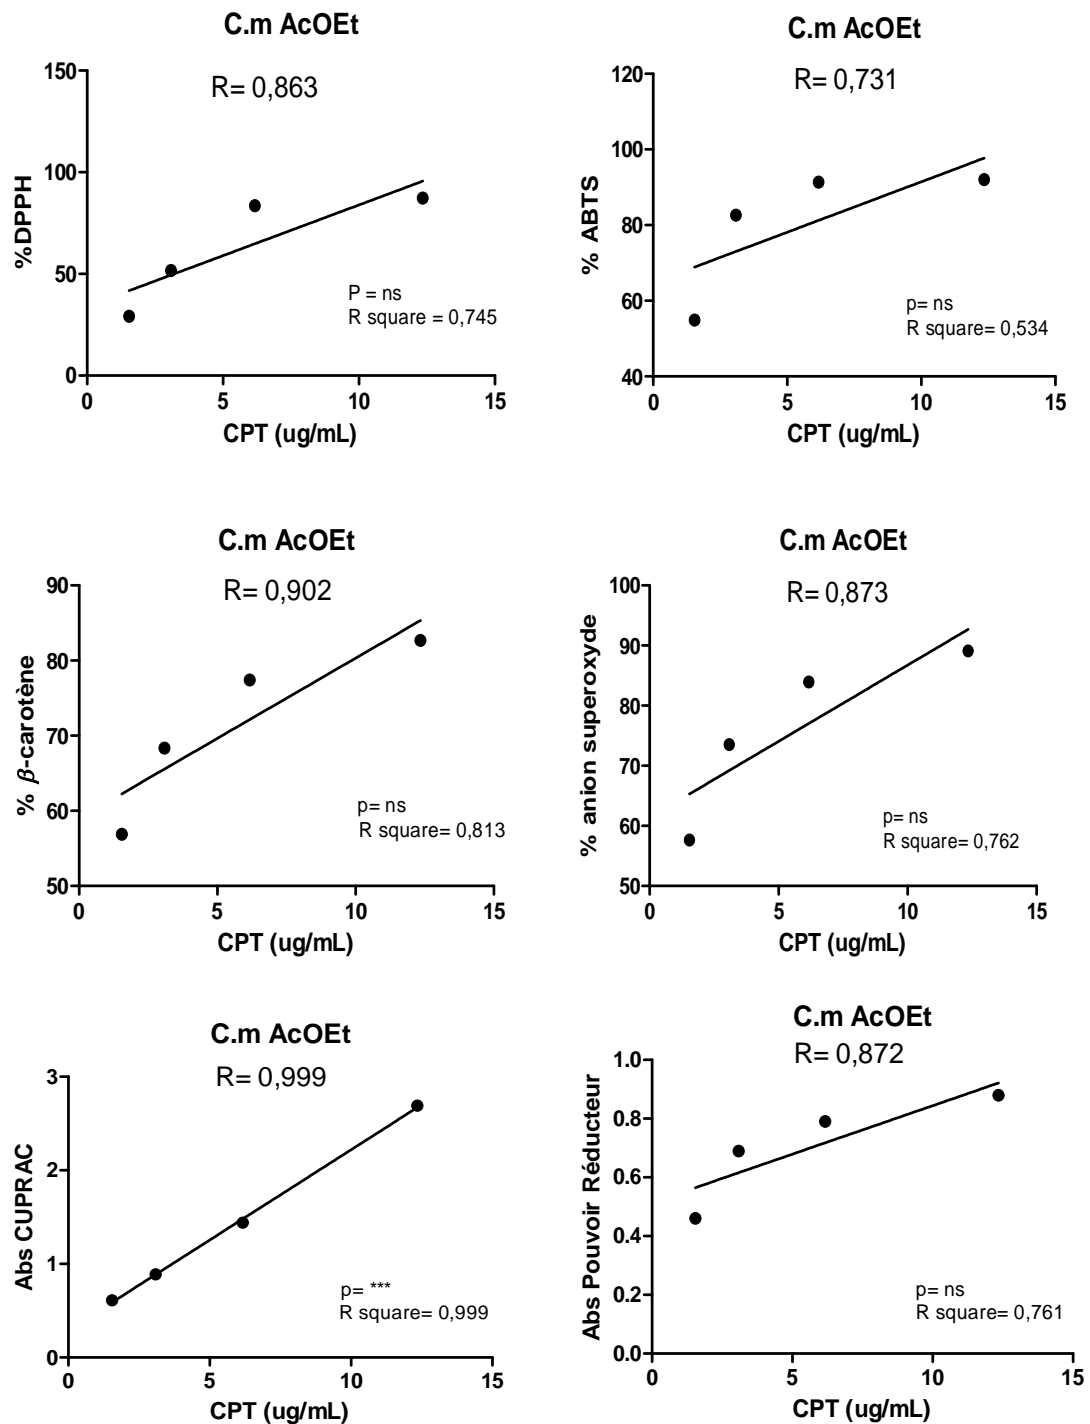 C.m AcOEt
R= 0,863
150
100
50
0
%DPPH
P = ns
R square = 0,745
0 5 10 15
CPT (ug/mL)
C.m AcOEt
R= 0,731
120
100
80
60
40
% ABTS
p= ns
R square= 0,534
0 5 10 15
CPT (ug/mL)
C.m AcOEt
R= 0,902
90
80
70
60
50
% β-carotène
p= ns
R square= 0,813
0 5 10 15
CPT (ug/mL)
C.m AcOEt
R= 0,873
100
90
80
70
60
50
% anion superoxyde
p= ns
R square= 0,762
0 5 10 15
CPT (ug/mL)
C.m AcOEt
R= 0,999
3
2
1
0
Abs CUPRAC
p= ***
R square= 0,999
0 5 10 15
CPT (ug/mL)
C.m AcOEt
R= 0,872
1.0
0.8
0.6
0.4
0.2
0.0
Abs Pouvoir Réducteur
p= ns
R square= 0,761
0 5 10 15
CPT (ug/mL)